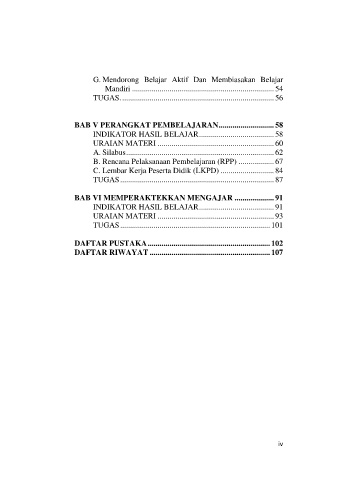 G. Mendorong Belajar Aktif Dan Membiasakan Belajar
Mandiri ........................................................................ 54
TUGAS.............................................................................. 56
BAB V PERANGKAT PEMBELAJARAN........................... 58
INDIKATOR HASIL BELAJAR...................................... 58
URAIAN MATERI ........................................................... 60
A. Silabus........................................................................... 62
B. Rencana Pelaksanaan Pembelajaran (RPP) .................. 67
C. Lembar Kerja Peserta Didik (LKPD) ........................... 84
TUGAS.............................................................................. 87
BAB VI MEMPERAKTEKKAN MENGAJAR ................... 91
INDIKATOR HASIL BELAJAR...................................... 91
URAIAN MATERI ........................................................... 93
TUGAS............................................................................ 101
DAFTAR PUSTAKA............................................................. 102
DAFTAR RIWAYAT ............................................................ 107
iv